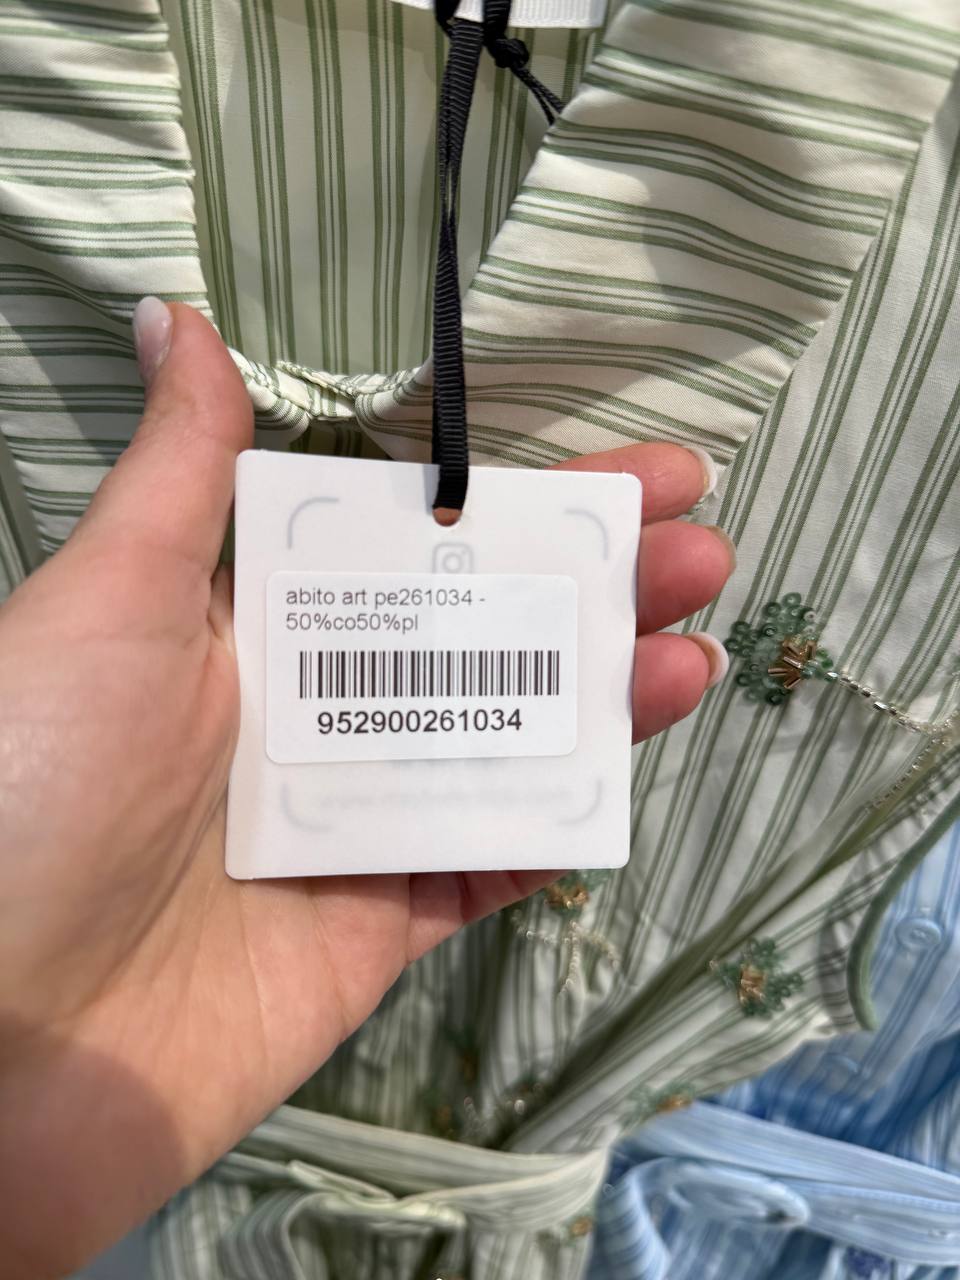 abito art pe261034 -
50%co50%pl
952900261034